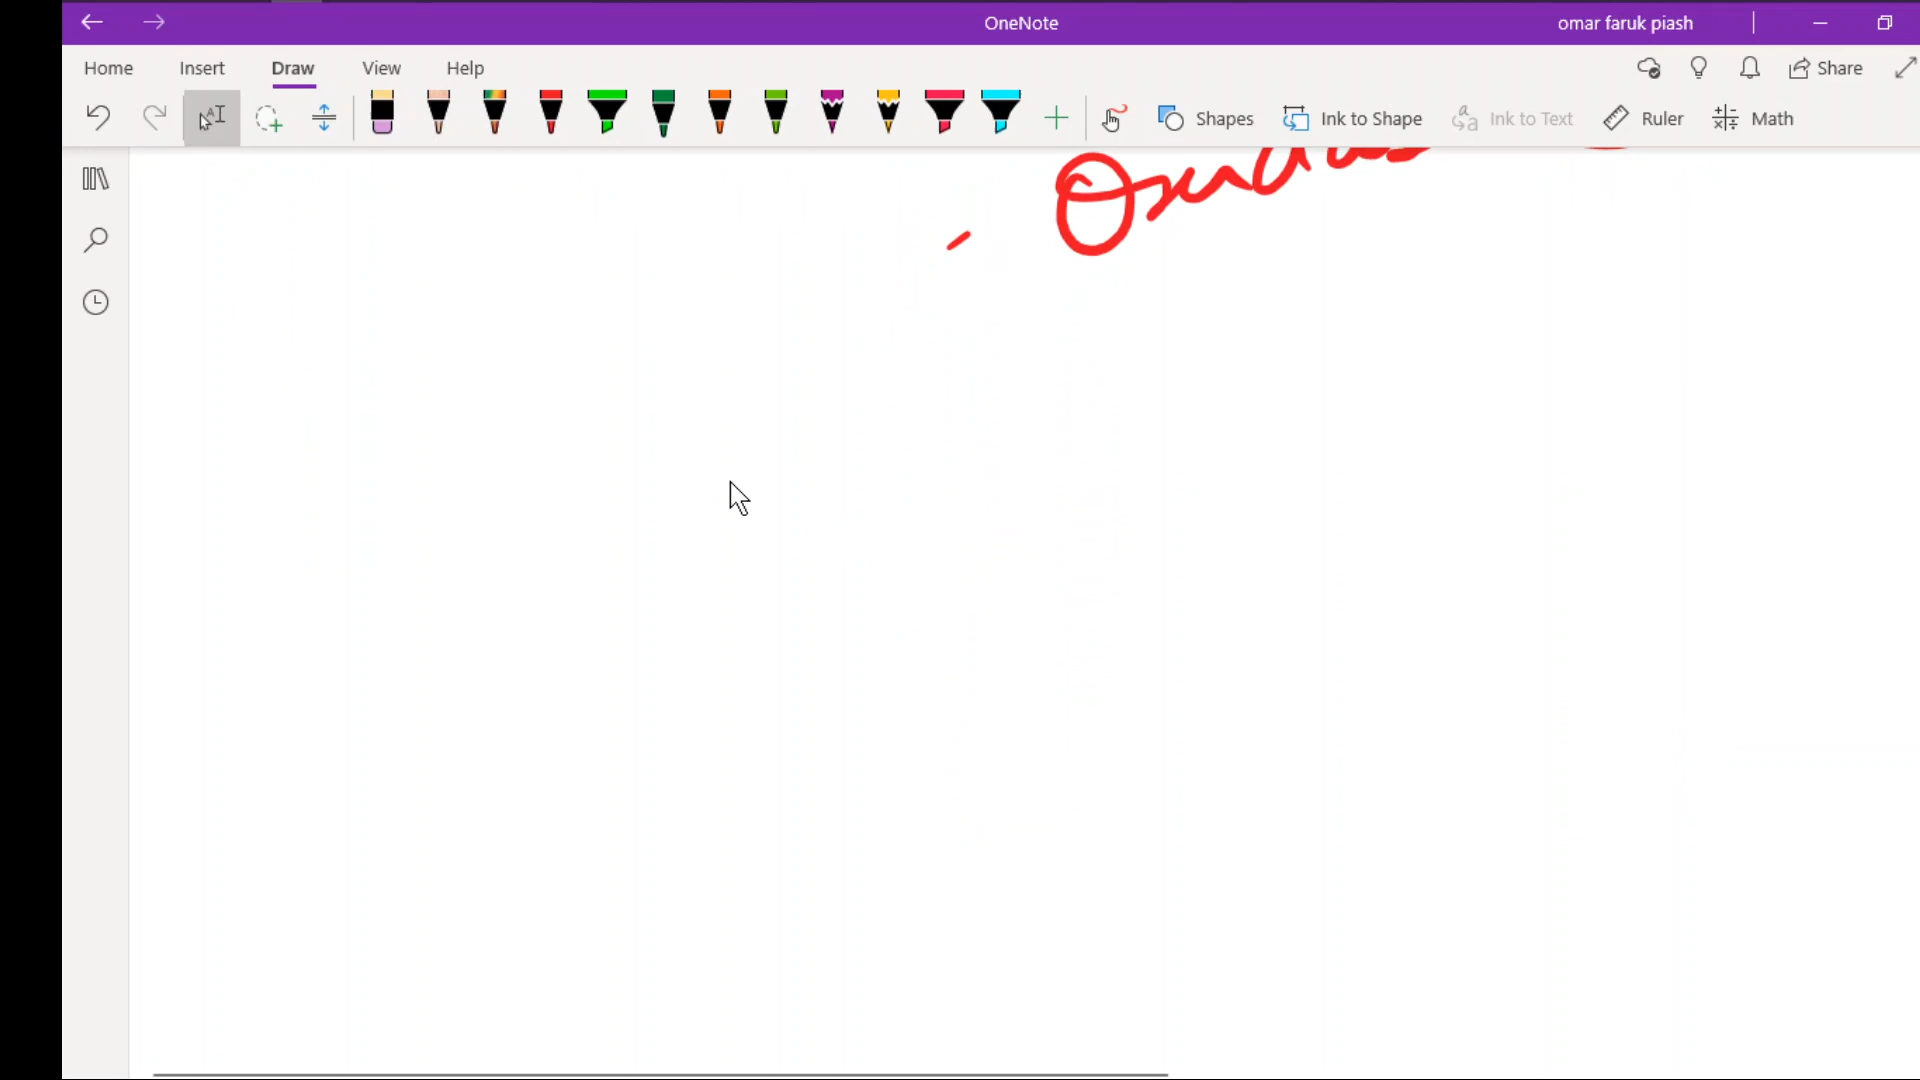 OneNote
omar faruk piash
Home Insert Draw View Help
Share
Shapes
Ink to Shape
Ink to Text
Ruler
Math